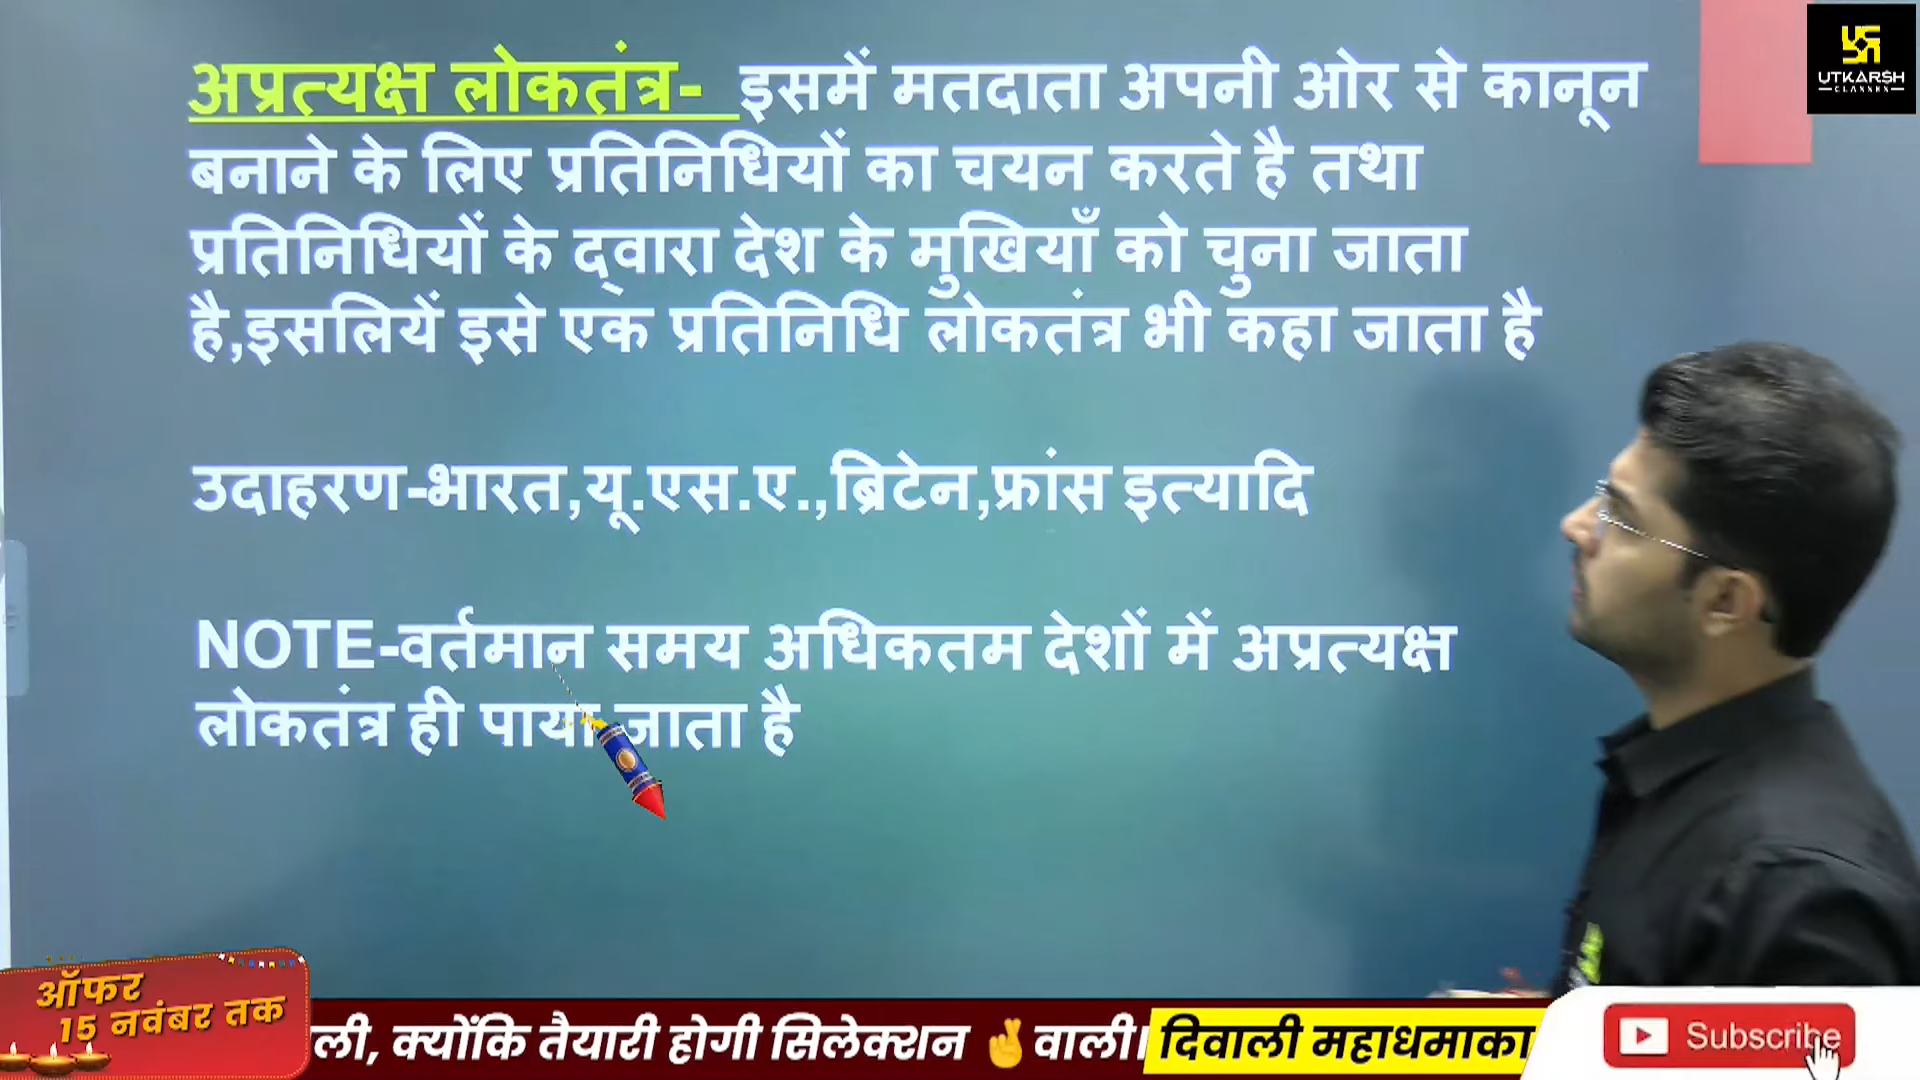 अप्रत्यक्ष लोकतंत्र- इसमें मतदाता अपनी ओर से कानून
बनाने के लिए प्रतिनिधियों का चयन करते है तथा
प्रतिनिधियों के द्वारा देश के मुखियाँ को चुना जाता
है,इसलियें इसे एक प्रतिनिधि लोकतंत्र भी कहा जाता है
उदाहरण-भारत,यू.एस.ए.,ब्रिटेन,फ्रांस इत्यादि
NOTE-वर्तमान समय अधिकतम देशों में अप्रत्यक्ष
लोकतंत्र ही पाया जाता है
UTKARSH
CLASSES
ऑफर
15 नवंबर तक
ली, क्योंकि तैयारी होगी सिलेक्शन 🤞 वाली।
दिवाली महाधमाका
Subscribe